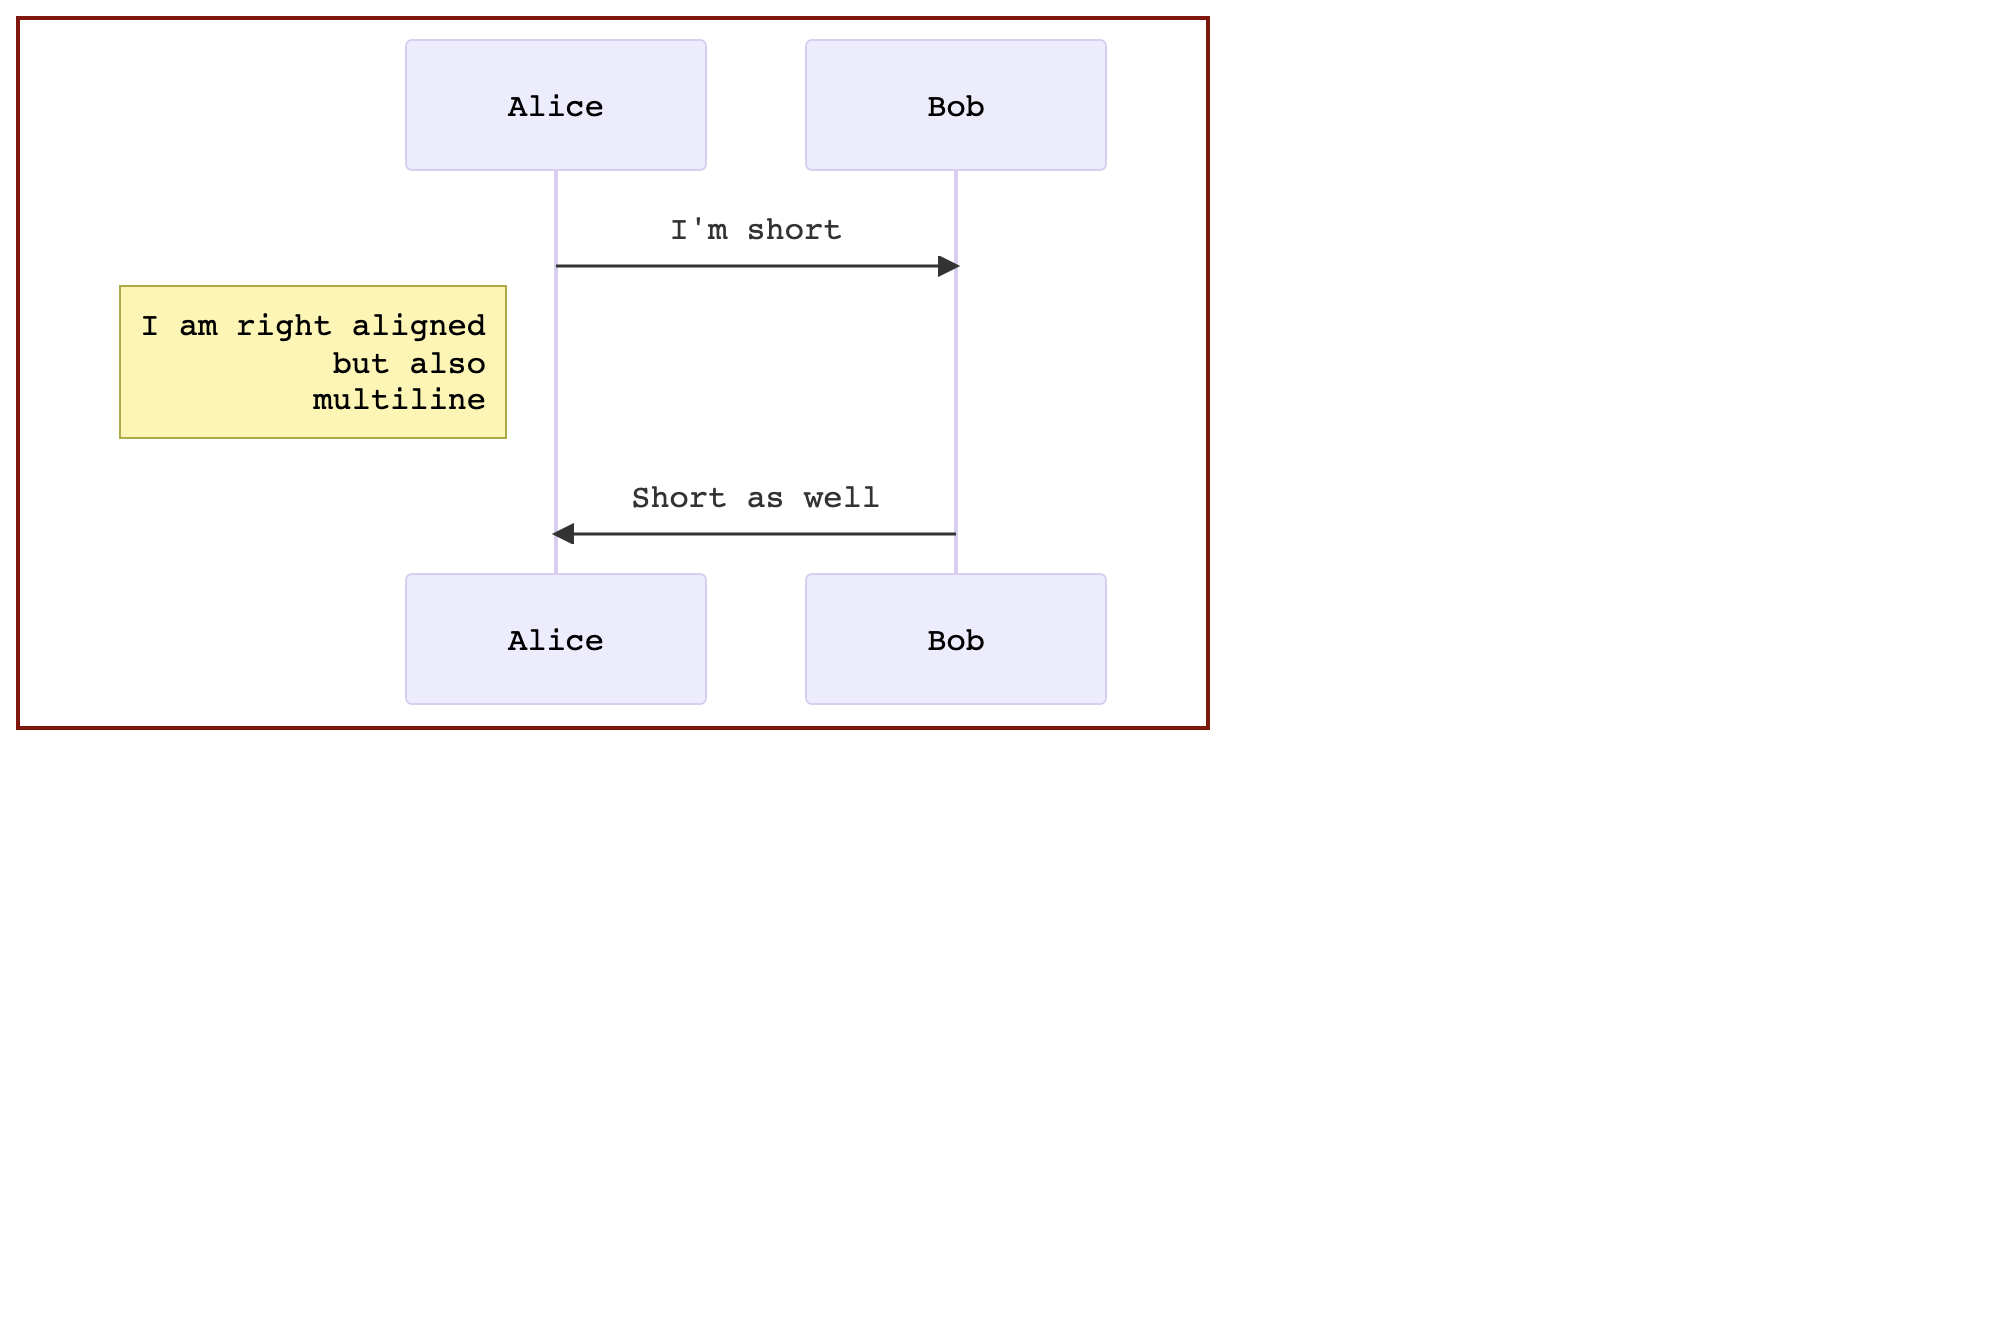 Alice
Bob
I'm short
I am right aligned
but also
multiline
Short as well
Alice
Bob